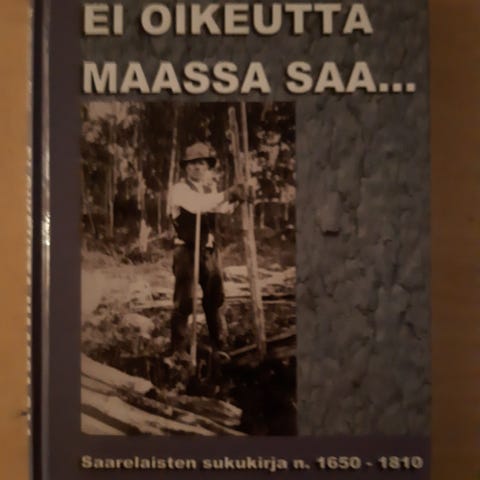 EI OIKEUTTA
MAASSA SAA...
Saarelaisten sukukirja n. 1650 - 1810